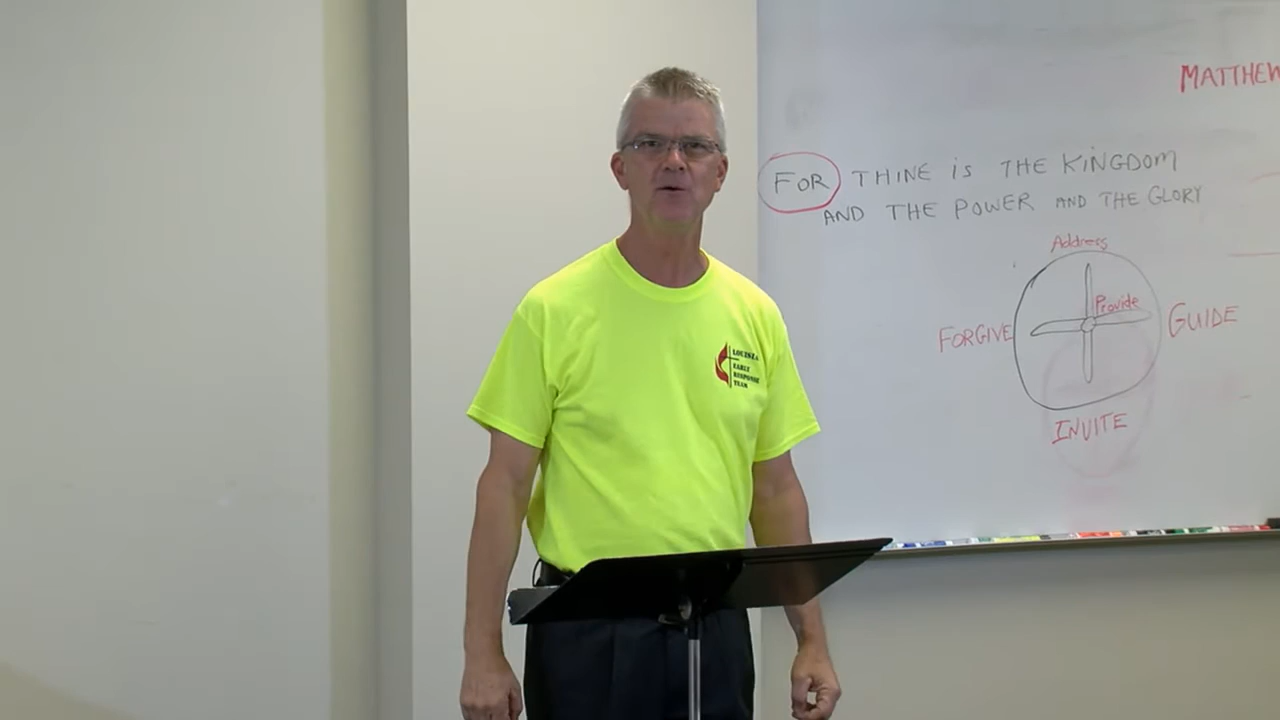 MATTHEW
FOR THINE is THE KINGDOM
AND THE POWER AND THE GLORY
Address
Provide
FORGIVE
GUIDE
INVITE
EARLY
RESPONSE
TEAM